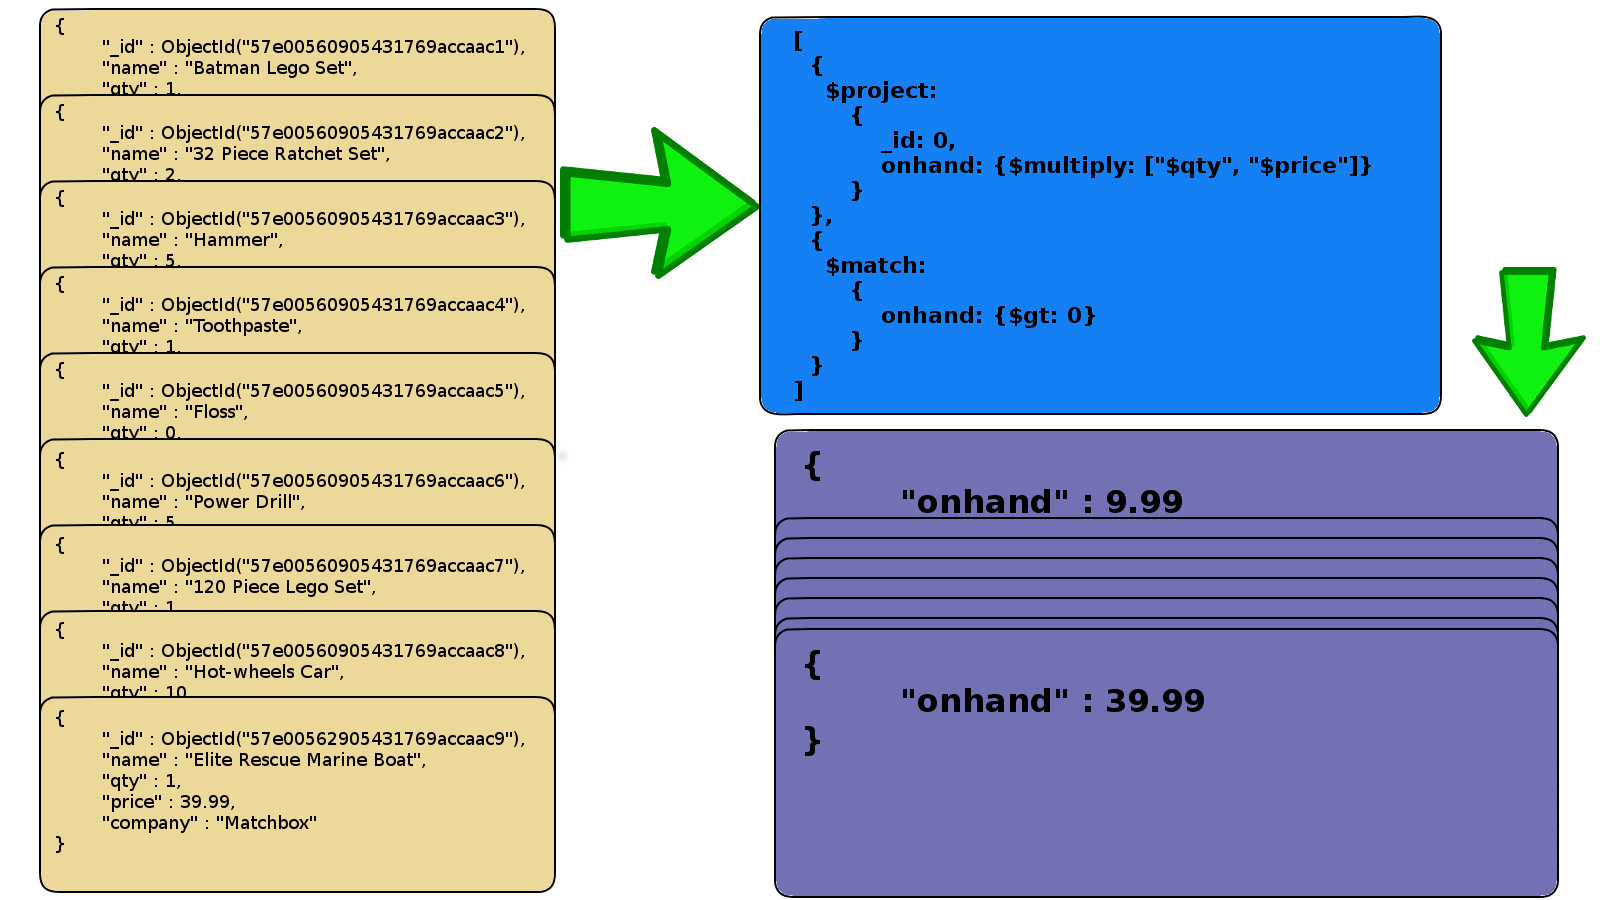 {
"_id" : ObjectId("57e00560905431769accaac1"),
"name" : "Batman Lego Set",
"qty" : 1,
{
"_id" : ObjectId("57e00560905431769accaac2"),
"name" : "32 Piece Ratchet Set",
"qty" : 2,
{
"_id" : ObjectId("57e00560905431769accaac3"),
"name" : "Hammer",
"qty" : 5,
{
"_id" : ObjectId("57e00560905431769accaac4"),
"name" : "Toothpaste",
"qty" : 1,
{
"_id" : ObjectId("57e00560905431769accaac5"),
"name" : "Floss",
"qty" : 0,
{
"_id" : ObjectId("57e00560905431769accaac6"),
"name" : "Power Drill",
"qty" : 5
{
"_id" : ObjectId("57e00560905431769accaac7"),
"name" : "120 Piece Lego Set",
"qty" : 1
{
"_id" : ObjectId("57e00560905431769accaac8"),
"name" : "Hot-wheels Car",
"qty" : 10
{
"_id" : ObjectId("57e00562905431769accaac9"),
"name" : "Elite Rescue Marine Boat",
"qty" : 1,
"price" : 39.99,
"company" : "Matchbox"
}
[
{
$project:
{
_id: 0,
onhand: {$multiply: ["$qty", "$price"]}
}
},
{
$match:
{
onhand: {$gt: 0}
}
}
]
{
"onhand" : 9.99
{
"onhand" : 39.99
}